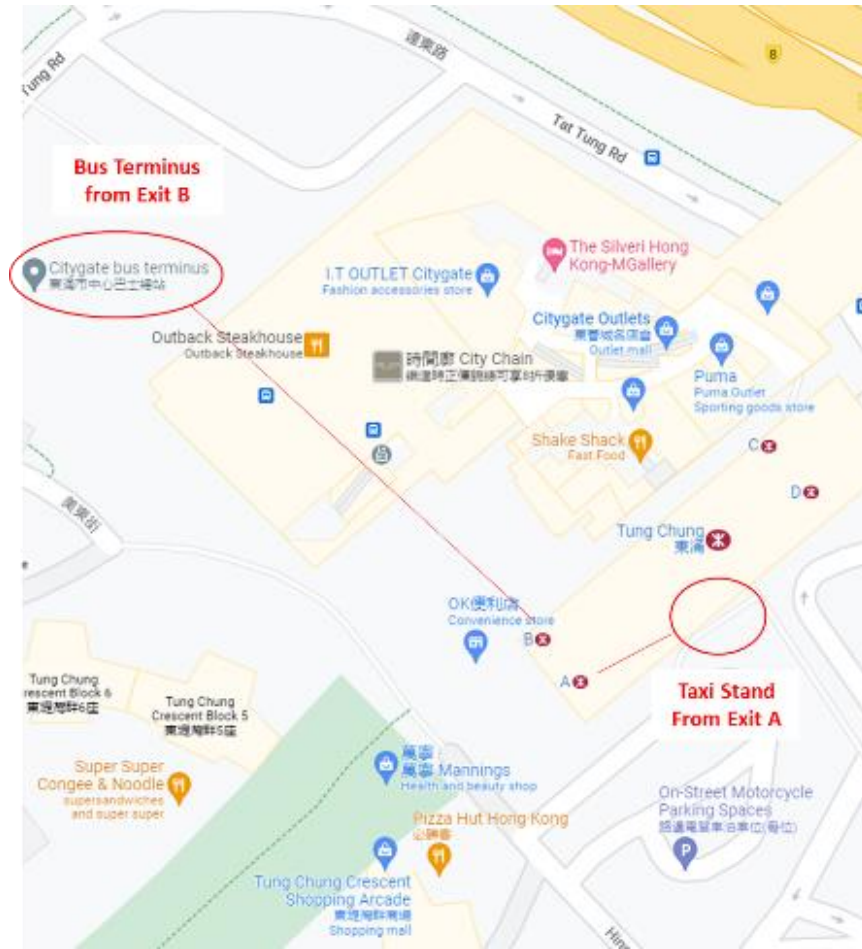 8
達東路
Tung Rd
Tat Tung Rd
Bus Terminus
from Exit B
The Silveri Hong
Kong-MGallery
Citygate bus terminus
東涌市中心巴士總站
I.T OUTLET Citygate
Fashion accessories store
Citygate Outlets
東薈城名店倉
Outlet mall
Outback Steakhouse
Outback Steakhouse
時間廊 City Chain
Puma
Puma Outlet
Sporting goods store
Shake Shack
Fast Food
C
D
美東街
Tung Chung
東涌
OK便利店
Convenience store
B
A
Taxi Stand
From Exit A
Tung Chung
rescent Block 6
東堤灣畔6座
Tung Chung
Crescent Block 5
東堤灣畔5座
萬寧
萬寧 Mannings
Health and beauty shop
Super Super
Congee & Noodle
supersandwiches
and super super
On-Street Motorcycle
Parking Spaces
P
Pizza Hut Hong Kong
必勝客
Tung Chung Crescent
Shopping Arcade
東堤灣畔商場
Shopping mall
Hing